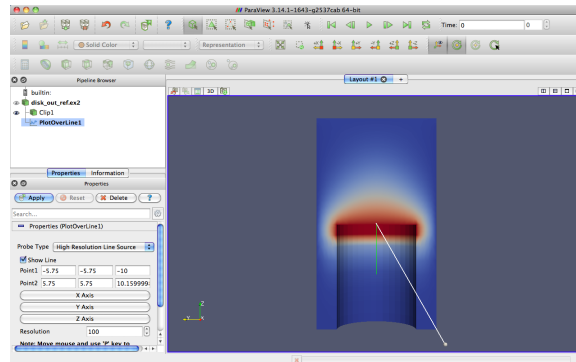 ParaView 3.14.1-1643-g2537cab 64-bit
Time: 0 0
Solid Color Representation
3D
Pipeline Browser
Layout #1
builtin:
disk_out_ref.ex2
Clip1
PlotOverLine1
Properties Information
Properties
Apply Reset Delete ?
Search...
Properties (PlotOverLine1)
Probe Type High Resolution Line Source
Show Line
Point1 -5.75 -5.75 -10
Point2 5.75 5.75 10.159999
X Axis
Y Axis
Z Axis
Resolution 100
Note: Move mouse and use 'P' key to
Z
Y